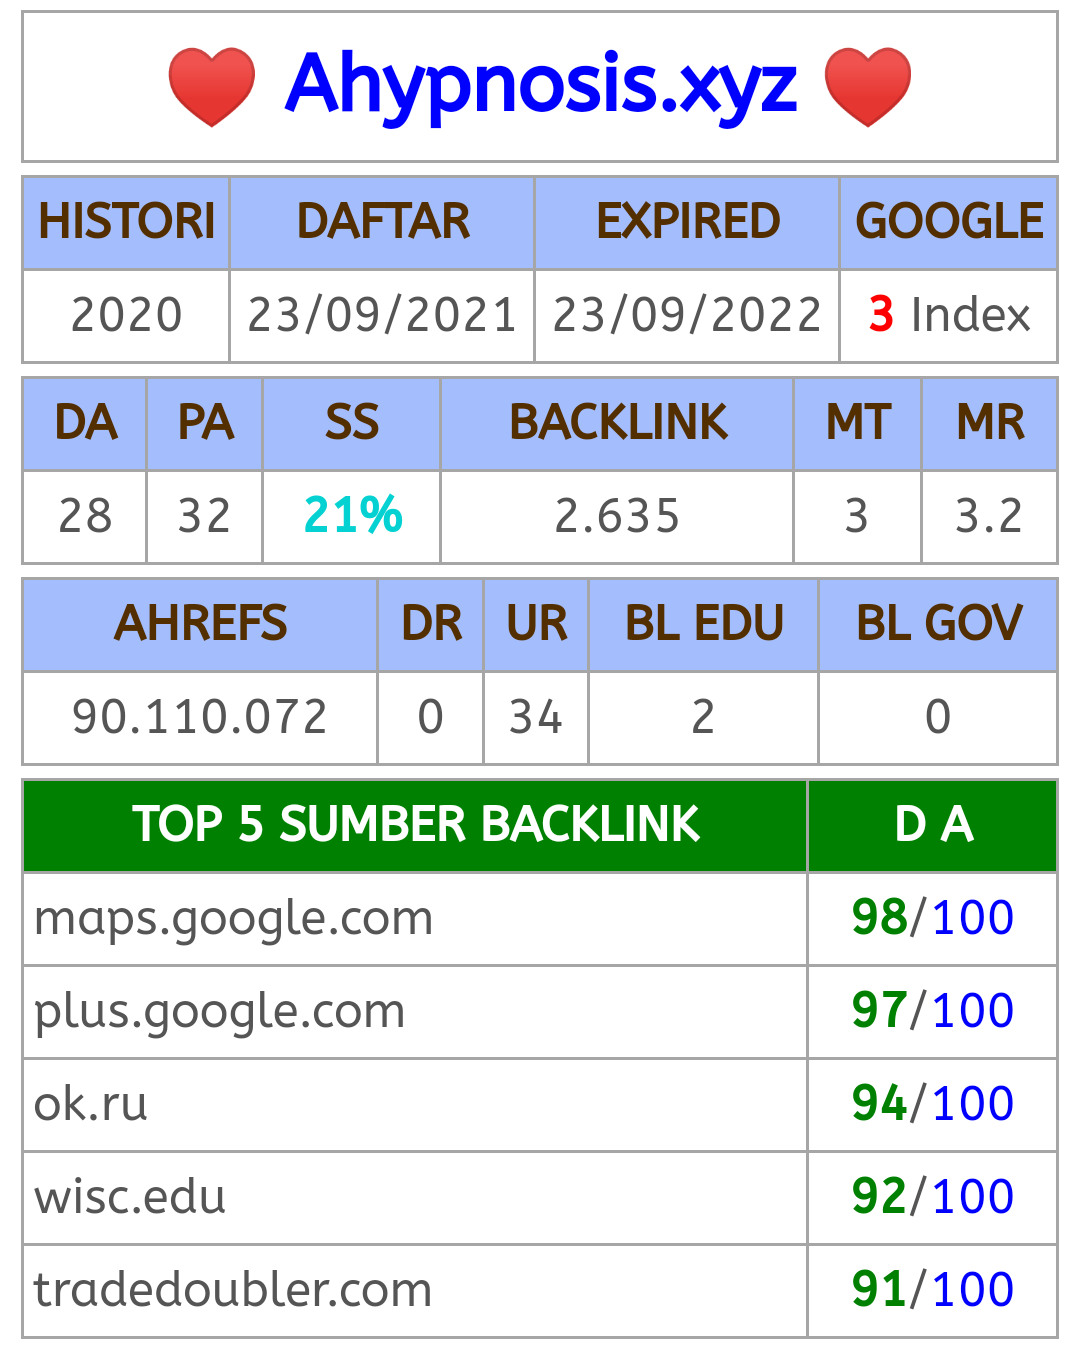 ❤️ Ahypnosis.xyz ❤️
HISTORI DAFTAR EXPIRED GOOGLE
2020 23/09/2021 23/09/2022 3 Index
DA PA SS BACKLINK MT MR
28 32 21% 2.635 3 3.2
AHREFS DR UR BL EDU BL GOV
90.110.072 0 34 2 0
TOP 5 SUMBER BACKLINK D A
maps.google.com 98/100
plus.google.com 97/100
ok.ru 94/100
wisc.edu 92/100
tradedoubler.com 91/100